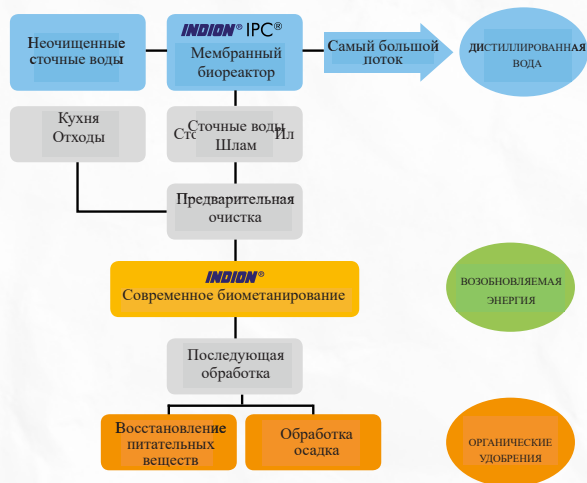 INDION® IPC®
Неочищенные
сточные воды
Мембранный
биореактор
Самый большой
поток
ДИСТИЛЛИРОВАННАЯ
ВОДА
Кухня
Отходы
Сточные воды
Шлам
Ил
Предварительная
очистка
INDION®
Современное биометанирование
ВОЗОБНОВЛЯЕМАЯ
ЭНЕРГИЯ
Последующая
обработка
Восстановление
питательных
веществ
Обработка
осадка
ОРГАНИЧЕСКИЕ
УДОБРЕНИЯ